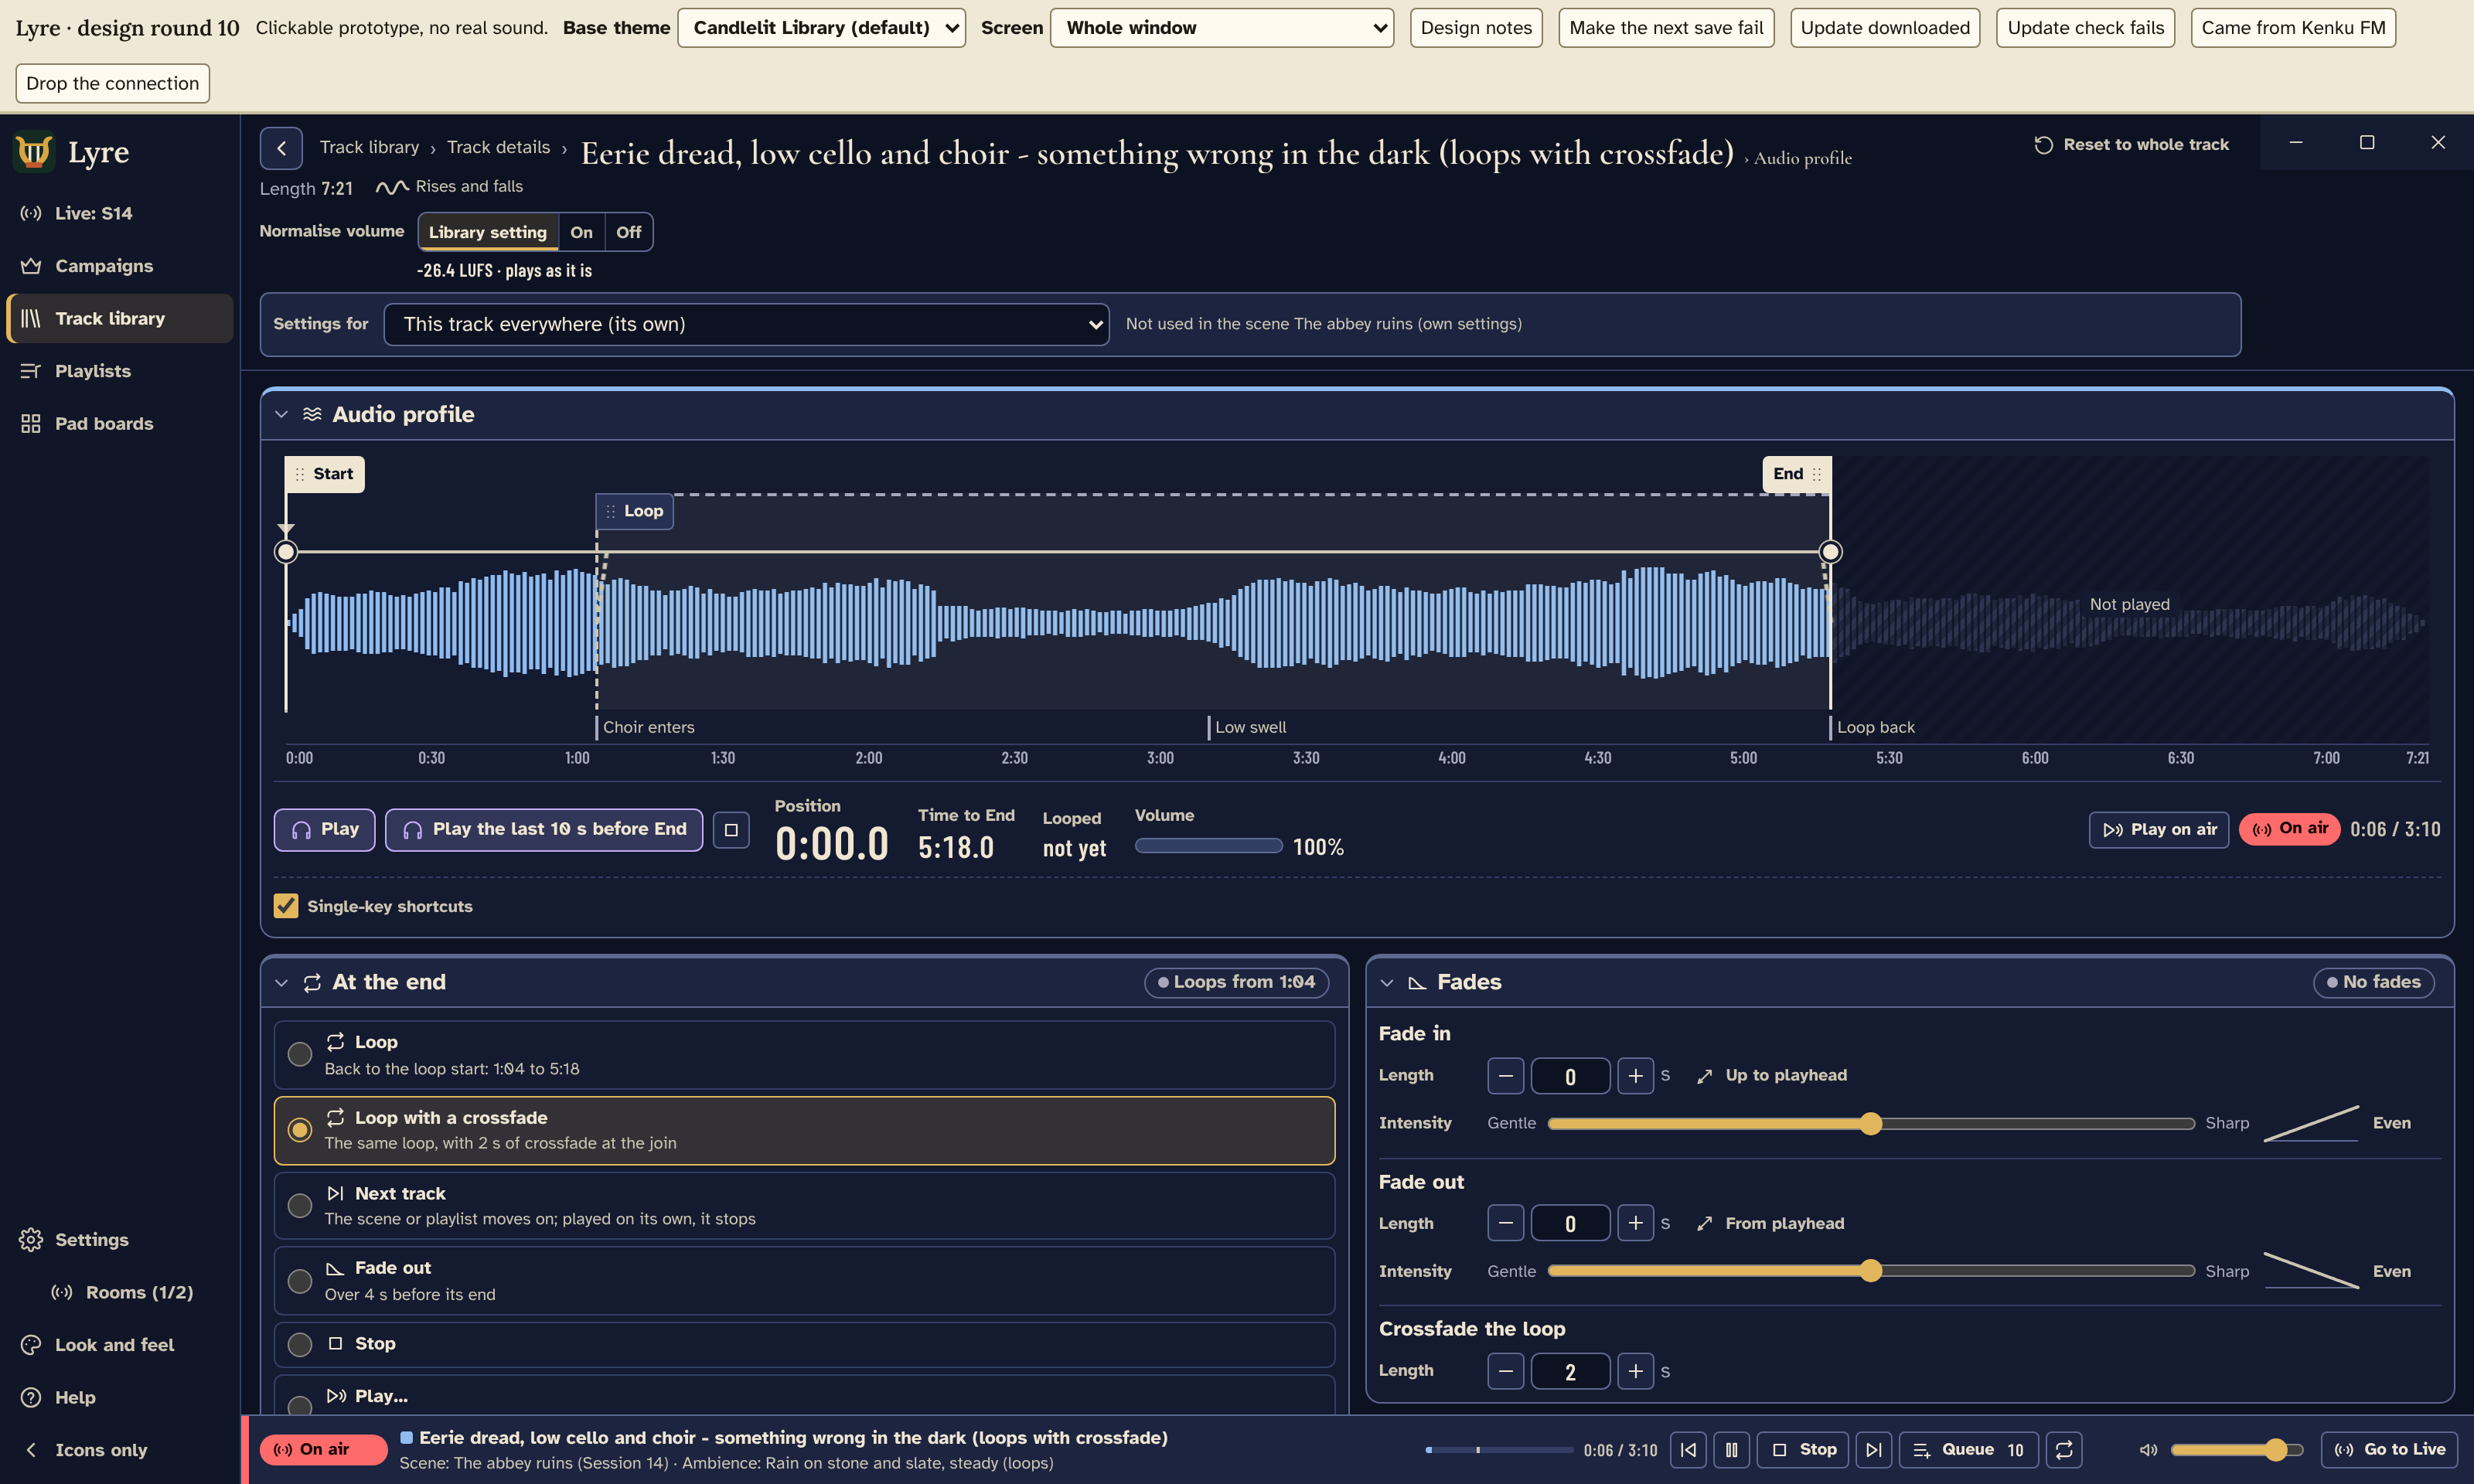 Lyre · design round 10 Clickable prototype, no real sound. Base theme Candlelit Library (default) Screen Whole window Design notes Make the next save fail Update downloaded Update check fails Came from Kenku FM
Drop the connection
Lyre
Live: S14
Campaigns
Track library
Playlists
Pad boards
Settings
Rooms (1/2)
Look and feel
Help
Icons only
Track library › Track details › Eerie dread, low cello and choir - something wrong in the dark (loops with crossfade) › Audio profile
Reset to whole track
Length 7:21 Rises and falls
Normalise volume Library setting On Off
-26.4 LUFS · plays as it is
Settings for This track everywhere (its own) Not used in the scene The abbey ruins (own settings)
Audio profile
Start End
Loop
Not played
Choir enters Low swell Loop back
0:00 0:30 1:00 1:30 2:00 2:30 3:00 3:30 4:00 4:30 5:00 5:30 6:00 6:30 7:00 7:21
Play Play the last 10 s before End
Position
0:00.0
Time to End
5:18.0
Looped
not yet
Volume
100%
Play on air On air 0:06 / 3:10
Single-key shortcuts
At the end Loops from 1:04
Loop
Back to the loop start: 1:04 to 5:18
Loop with a crossfade
The same loop, with 2 s of crossfade at the join
Next track
The scene or playlist moves on; played on its own, it stops
Fade out
Over 4 s before its end
Stop
Play...
Fades No fades
Fade in
Length 0 s Up to playhead
Intensity Gentle Sharp Even
Fade out
Length 0 s From playhead
Intensity Gentle Sharp Even
Crossfade the loop
Length 2 s
On air
Eerie dread, low cello and choir - something wrong in the dark (loops with crossfade)
Scene: The abbey ruins (Session 14) · Ambience: Rain on stone and slate, steady (loops)
0:06 / 3:10 Stop Queue 10 Go to Live